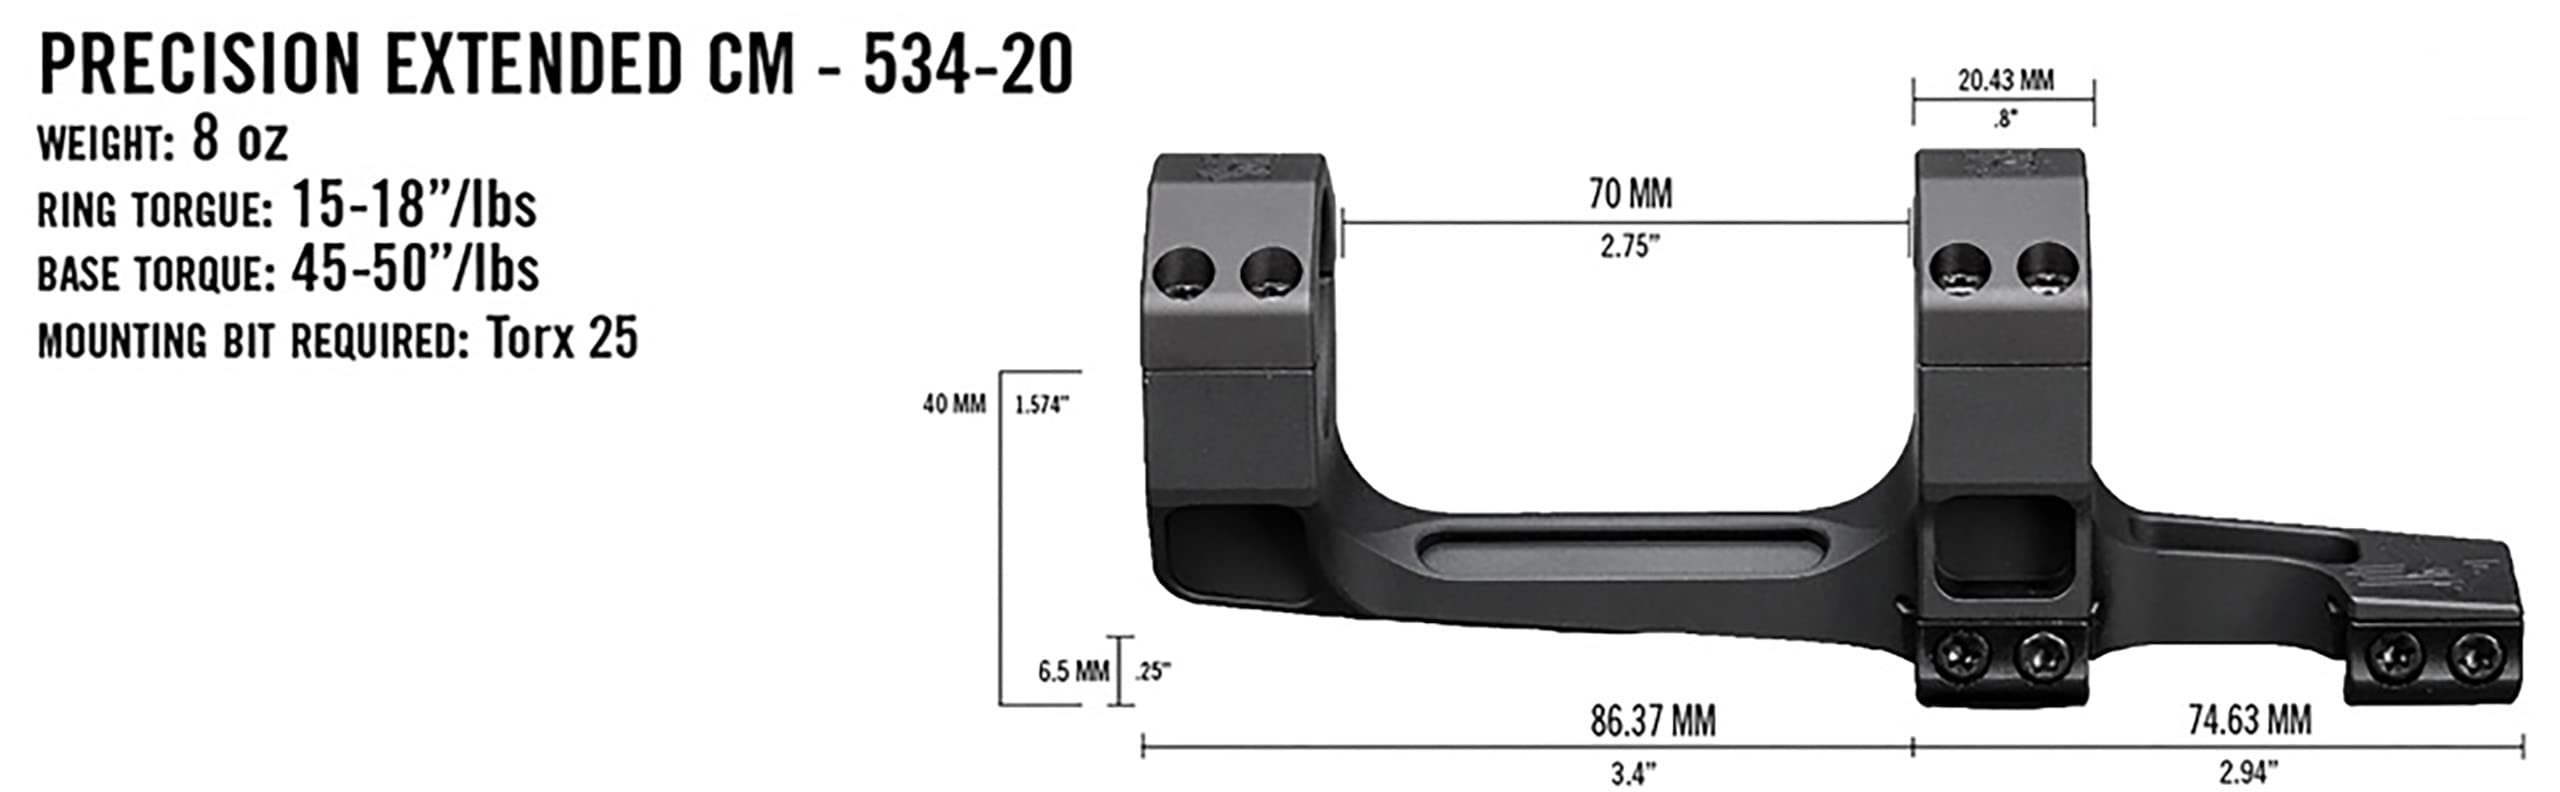 PRECISION EXTENDED CM - 534-20
WEIGHT: 8 oz
RING TORGUE: 15-18”/lbs
BASE TORQUE: 45-50”/lbs
MOUNTING BIT REQUIRED: Torx 25
20.43 MM
.8"
70 MM
2.75”
40 MM
1.574”
6.5 MM
.25”
86.37 MM
3.4”
74.63 MM
2.94”